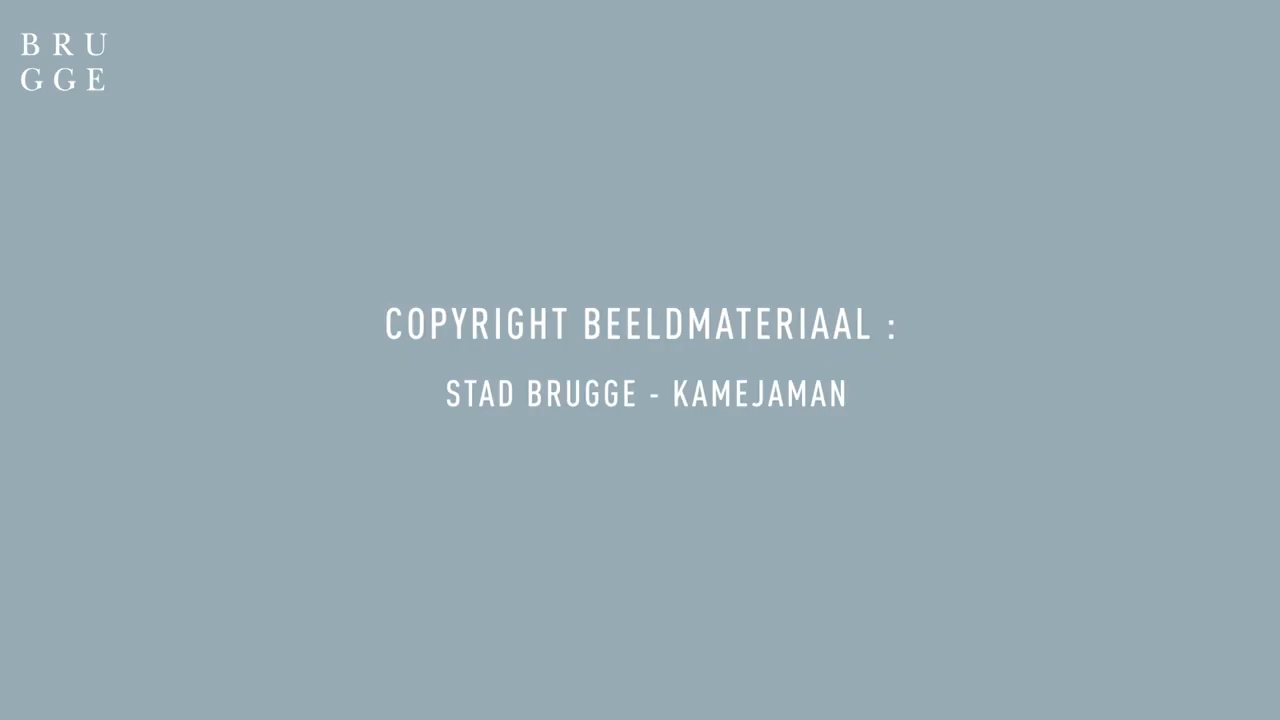 BRU
GGE
COPYRIGHT BEELDMATERIAAL :
STAD BRUGGE - KAMEJAMAN